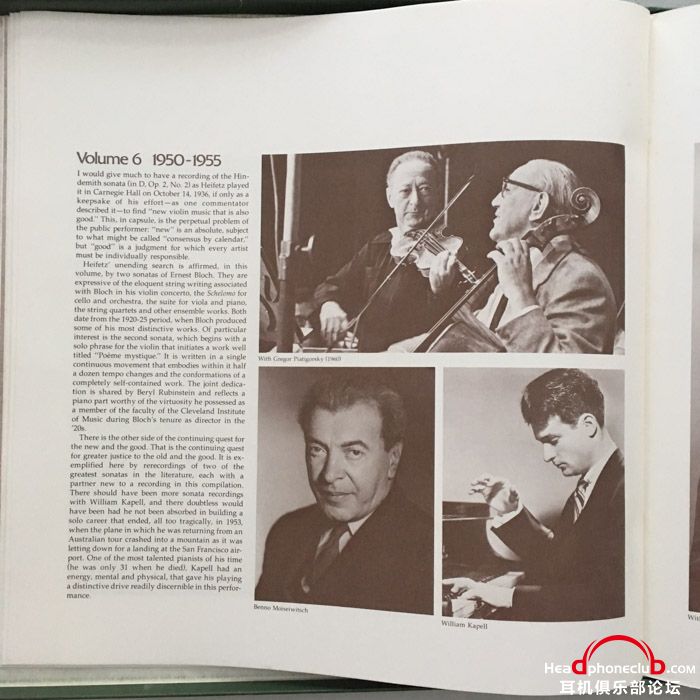 Volume 6 1950-1955
I would give much to have a recording of the Hin-
demith sonata (in D, Op. 2, No. 2) as Heifetz played
it in Carnegie Hall on October 14, 1936, if only as a
keepsake of his effort—as one commentator
described it—to find "new violin music that is also
good." This, in capsule, is the perpetual problem of
the public performer: "new" is an absolute, subject
to what might be called "consensus by calendar,"
but "good" is a judgment for which every artist
must be individually responsible.
Heifetz' unending search is affirmed, in this
volume, by two sonatas of Ernest Bloch. They are
expressive of the eloquent string writing associated
with Bloch in his violin concerto, the Schelomo for
cello and orchestra, the suite for viola and piano,
the string quartets and other ensemble works. Both
date from the 1920-25 period, when Bloch produced
some of his most distinctive works. Of particular
interest is the second sonata, which begins with a
solo phrase for the violin that initiates a work well
titled "Poème mystique." It is written in a single
continuous movement that embodies within it half
a dozen tempo changes and the conformations of a
completely self-contained work. The joint dedica-
tion is shared by Beryl Rubinstein and reflects a
piano part worthy of the virtuosity he possessed as
a member of the faculty of the Cleveland Institute
of Music during Bloch's tenure as director in the
'20s.
There is the other side of the continuing quest for
the new and the good. That is the continuing quest
for greater justice to the old and the good. It is ex-
emplified here by rerecordings of two of the
greatest sonatas in the literature, each with a
partner new to a recording in this compilation.
There should have been more sonata recordings
with William Kapell, and there doubtless would
have been had he not been absorbed in building a
solo career that ended, all too tragically, in 1953,
when the plane in which he was returning from an
Australian tour crashed into a mountain as it was
letting down for a landing at the San Francisco air-
port. One of the most talented pianists of his time
(he was only 31 when he died), Kapell had an
energy, mental and physical, that gave his playing
a distinctive drive readily discernible in this perfor-
mance.
With Gregor Piatigorsky
Benno Moiseiwitsch
William Kapell
Headphoneclub.com
耳机俱乐部论坛